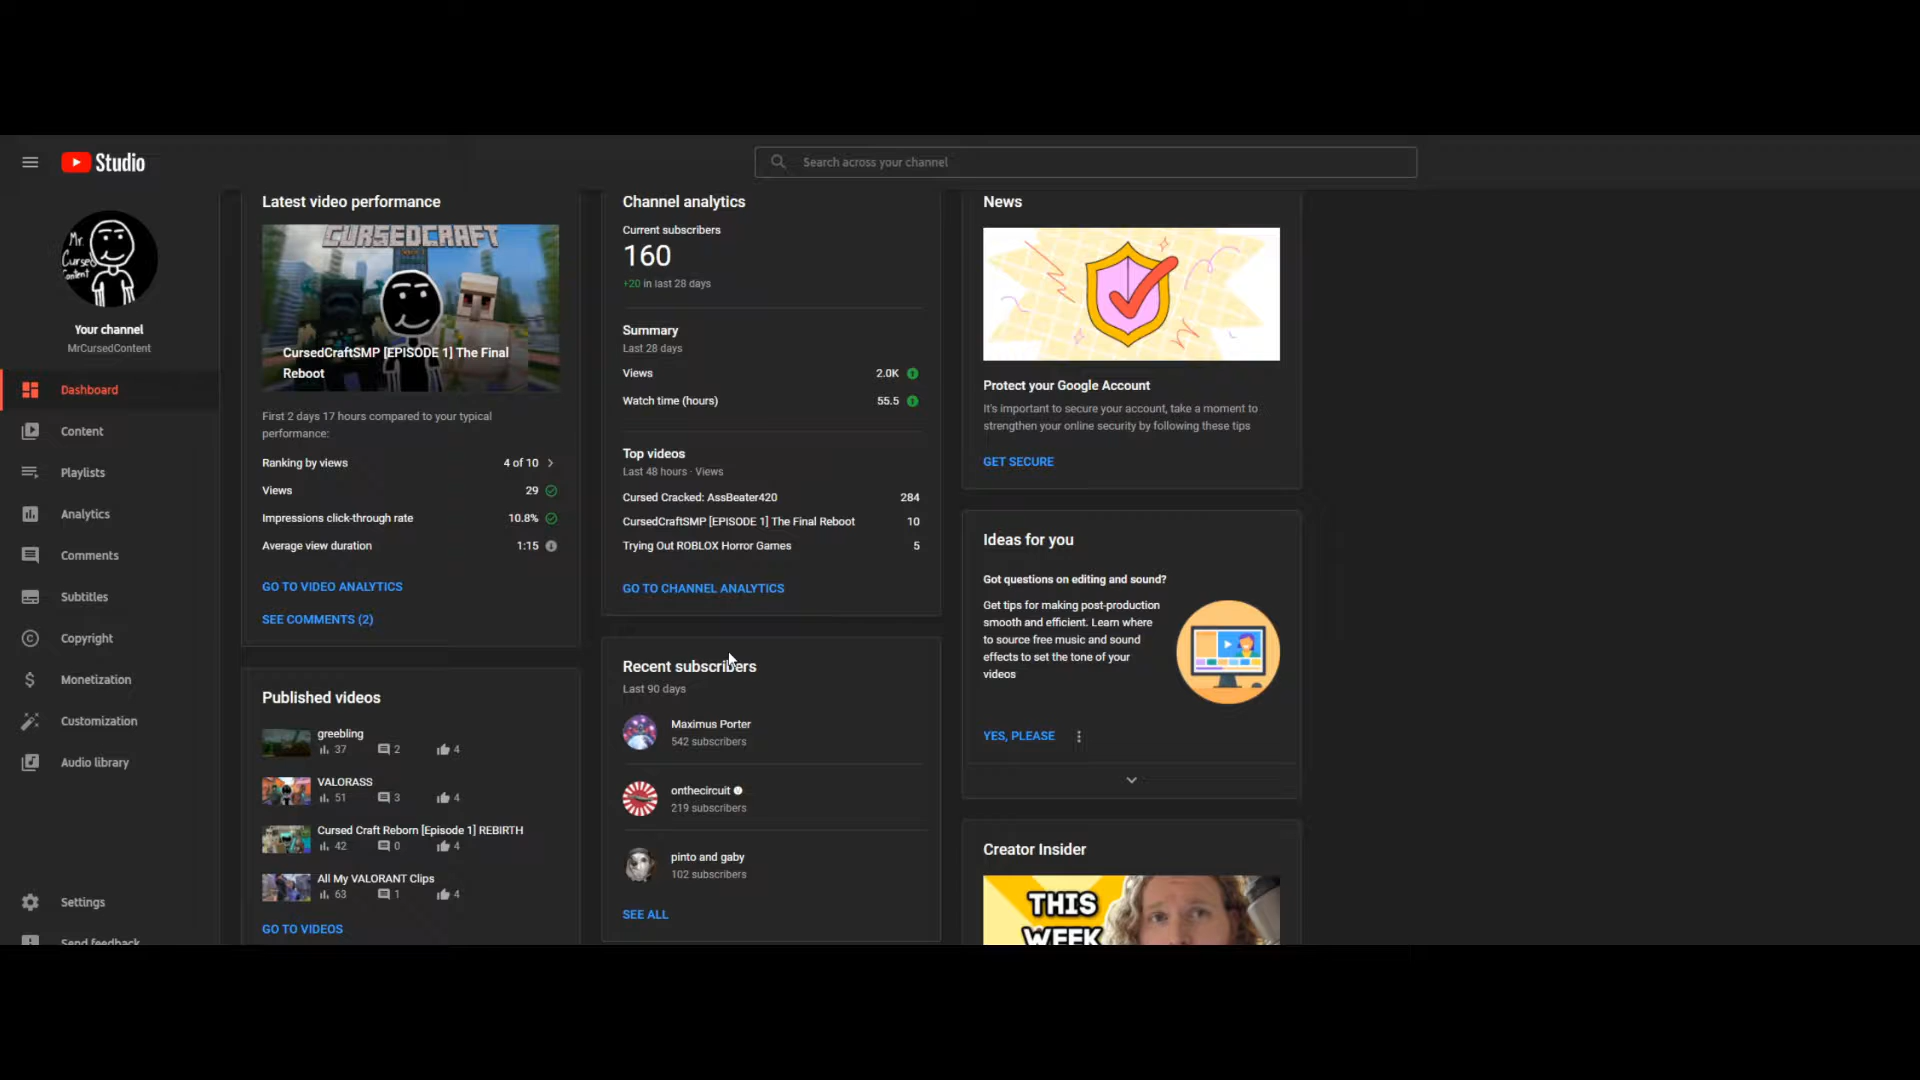 Studio
Search across your channel
Mr.
Cursed
Content
Your channel
MrCursedContent
Dashboard
Content
Playlists
Analytics
Comments
Subtitles
Copyright
Monetization
Customization
Audio library
Settings
Send feedback
Latest video performance
CURSEDCRAFT
CursedCraftSMP [EPISODE 1] The Final
Reboot
First 2 days 17 hours compared to your typical
performance:
Ranking by views 4 of 10
Views 29
Impressions click-through rate 10.8%
Average view duration 1:15
GO TO VIDEO ANALYTICS
SEE COMMENTS (2)
Published videos
greebling
37 2 4
VALORASS
51 3 4
Cursed Craft Reborn [Episode 1] REBIRTH
42 0 4
All My VALORANT Clips
63 1 4
GO TO VIDEOS
Channel analytics
Current subscribers
160
+20 in last 28 days
Summary
Last 28 days
Views 2.0K
Watch time (hours) 55.5
Top videos
Last 48 hours · Views
Cursed Cracked: AssBeater420 284
CursedCraftSMP [EPISODE 1] The Final Reboot 10
Trying Out ROBLOX Horror Games 5
GO TO CHANNEL ANALYTICS
Recent subscribers
Last 90 days
Maximus Porter
542 subscribers
onthecircuit
219 subscribers
pinto and gaby
102 subscribers
SEE ALL
News
Protect your Google Account
It's important to secure your account, take a moment to
strengthen your online security by following these tips
GET SECURE
Ideas for you
Got questions on editing and sound?
Get tips for making post-production
smooth and efficient. Learn where
to source free music and sound
effects to set the tone of your
videos
YES, PLEASE
Creator Insider
THIS
WEEK